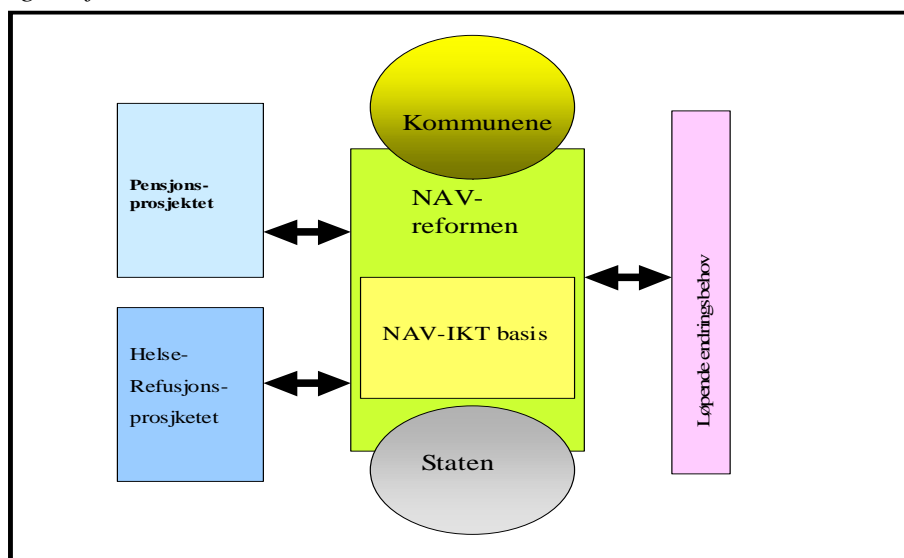 Kommunene
Pensjons-
prosjektet
NAV-
reformen
Løpende endringsbehov
NAV-IKT basis
Helse-
Refusjons-
prosjketet
Staten